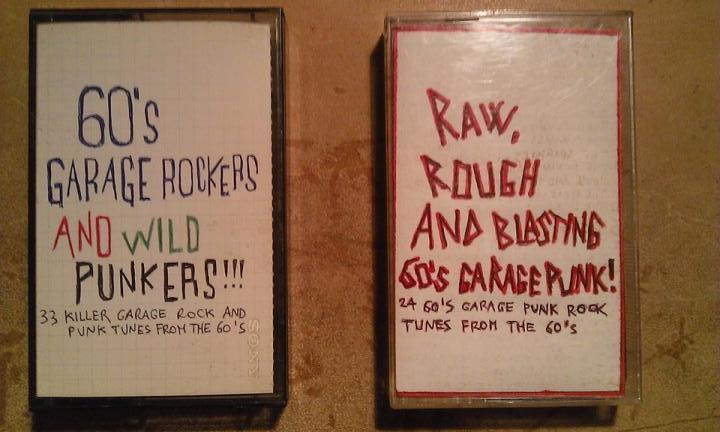 60's
GARAGE ROCKERS
AND WILD
PUNKERS!!!
33 KILLER GARAGE ROCK AND
PUNK TUNES FROM THE 60'S
SONY
RAW,
ROUGH
AND BLASTING
60'S GARAGE PUNK!
24 60'S GARAGE PUNK ROCK
TUNES FROM THE 60's